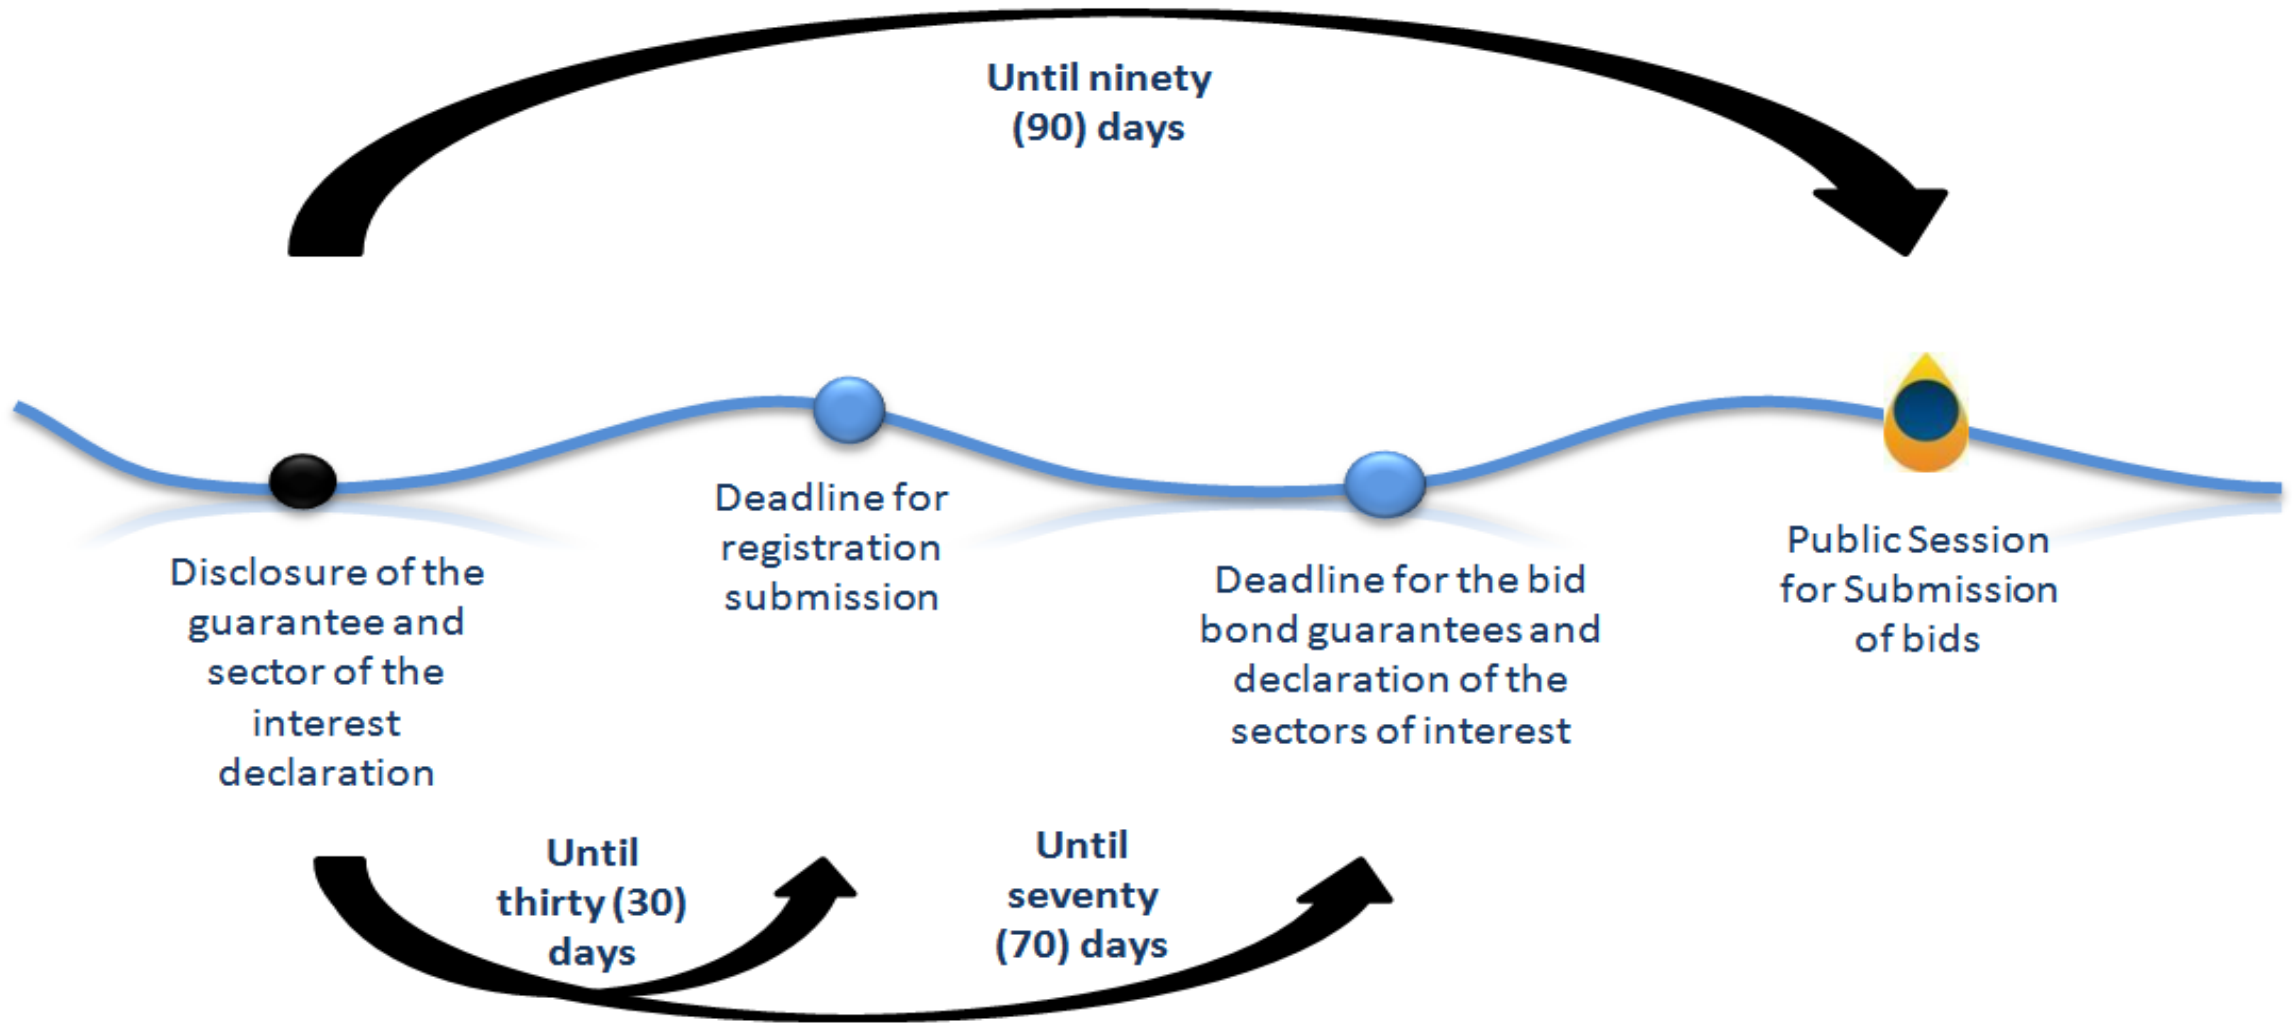 Until ninety
(90) days
Disclosure of the
guarantee and
sector of the
interest
declaration
Deadline for
registration
submission
Deadline for the bid
bond guarantees and
declaration of the
sectors of interest
Public Session
for Submission
of bids
Until
thirty (30)
days
Until
seventy
(70) days